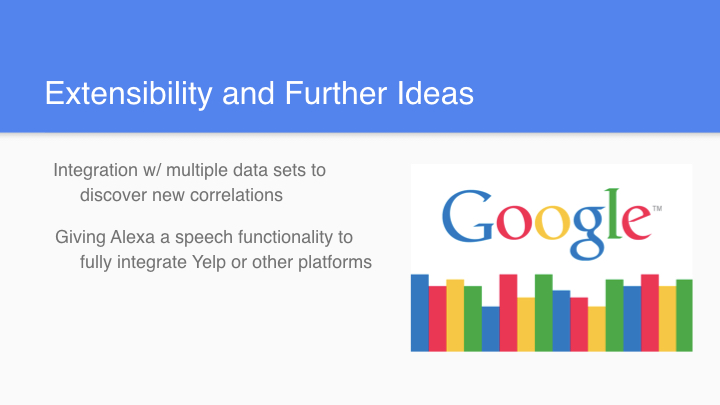 Extensibility and Further Ideas
Integration w/ multiple data sets to
discover new correlations
Giving Alexa a speech functionality to
fully integrate Yelp or other platforms
Google™